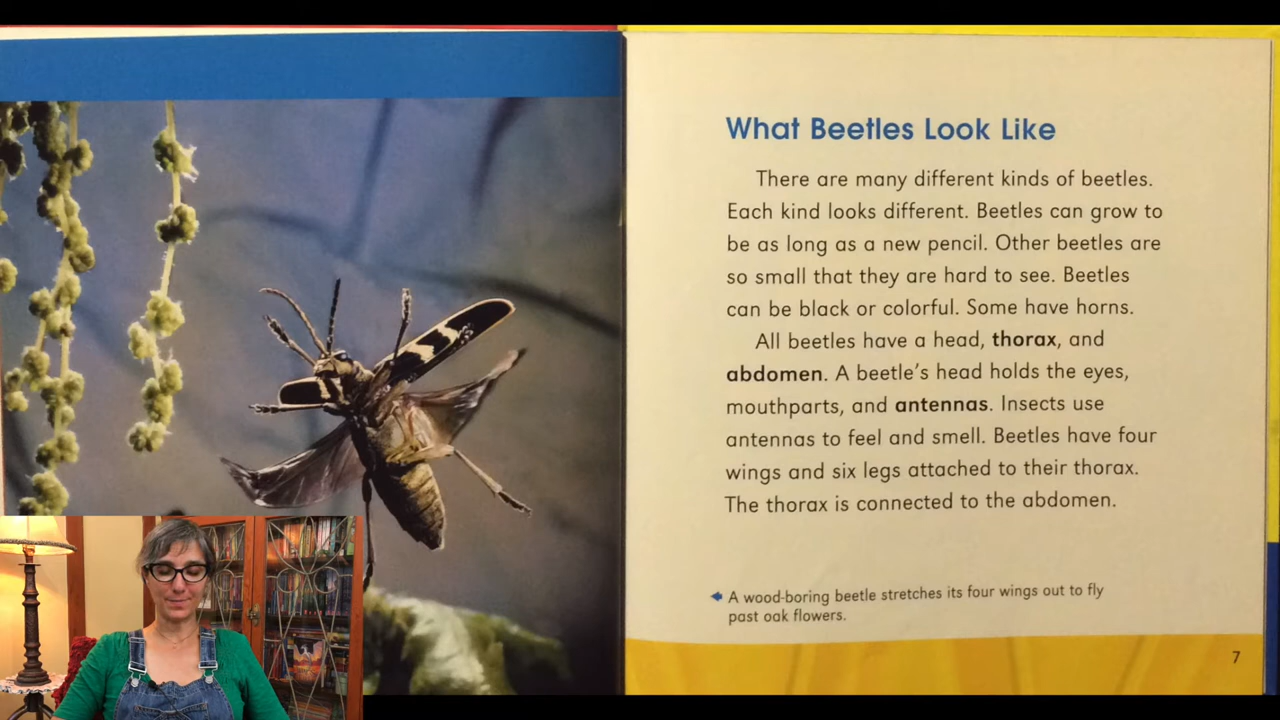 What Beetles Look Like
There are many different kinds of beetles.
Each kind looks different. Beetles can grow to
be as long as a new pencil. Other beetles are
so small that they are hard to see. Beetles
can be black or colorful. Some have horns.
All beetles have a head, thorax, and
abdomen. A beetle's head holds the eyes,
mouthparts, and antennas. Insects use
antennas to feel and smell. Beetles have four
wings and six legs attached to their thorax.
The thorax is connected to the abdomen.
A wood-boring beetle stretches its four wings out to fly
past oak flowers.
7